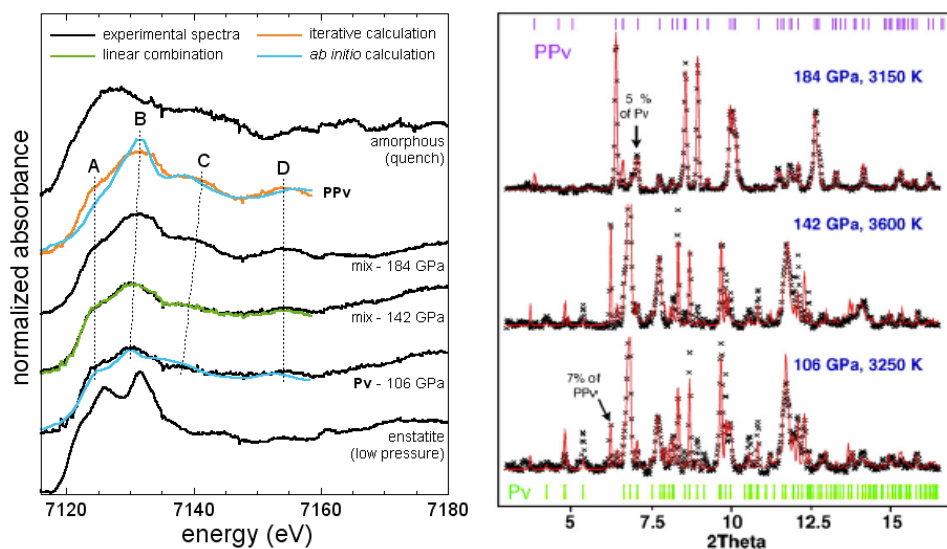 experimental spectra
linear combination
iterative calculation
ab initio calculation
A
B
C
D
amorphous
(quench)
PPv
mix - 184 GPa
mix - 142 GPa
Pv - 106 GPa
enstatite
(low pressure)
normalized absorbance
7120
7140
7160
7180
energy (eV)
PPv
184 GPa, 3150 K
5 %
of Pv
142 GPa, 3600 K
106 GPa, 3250 K
7% of
PPv
Pv
5
7.5
10
12.5
15
2Theta